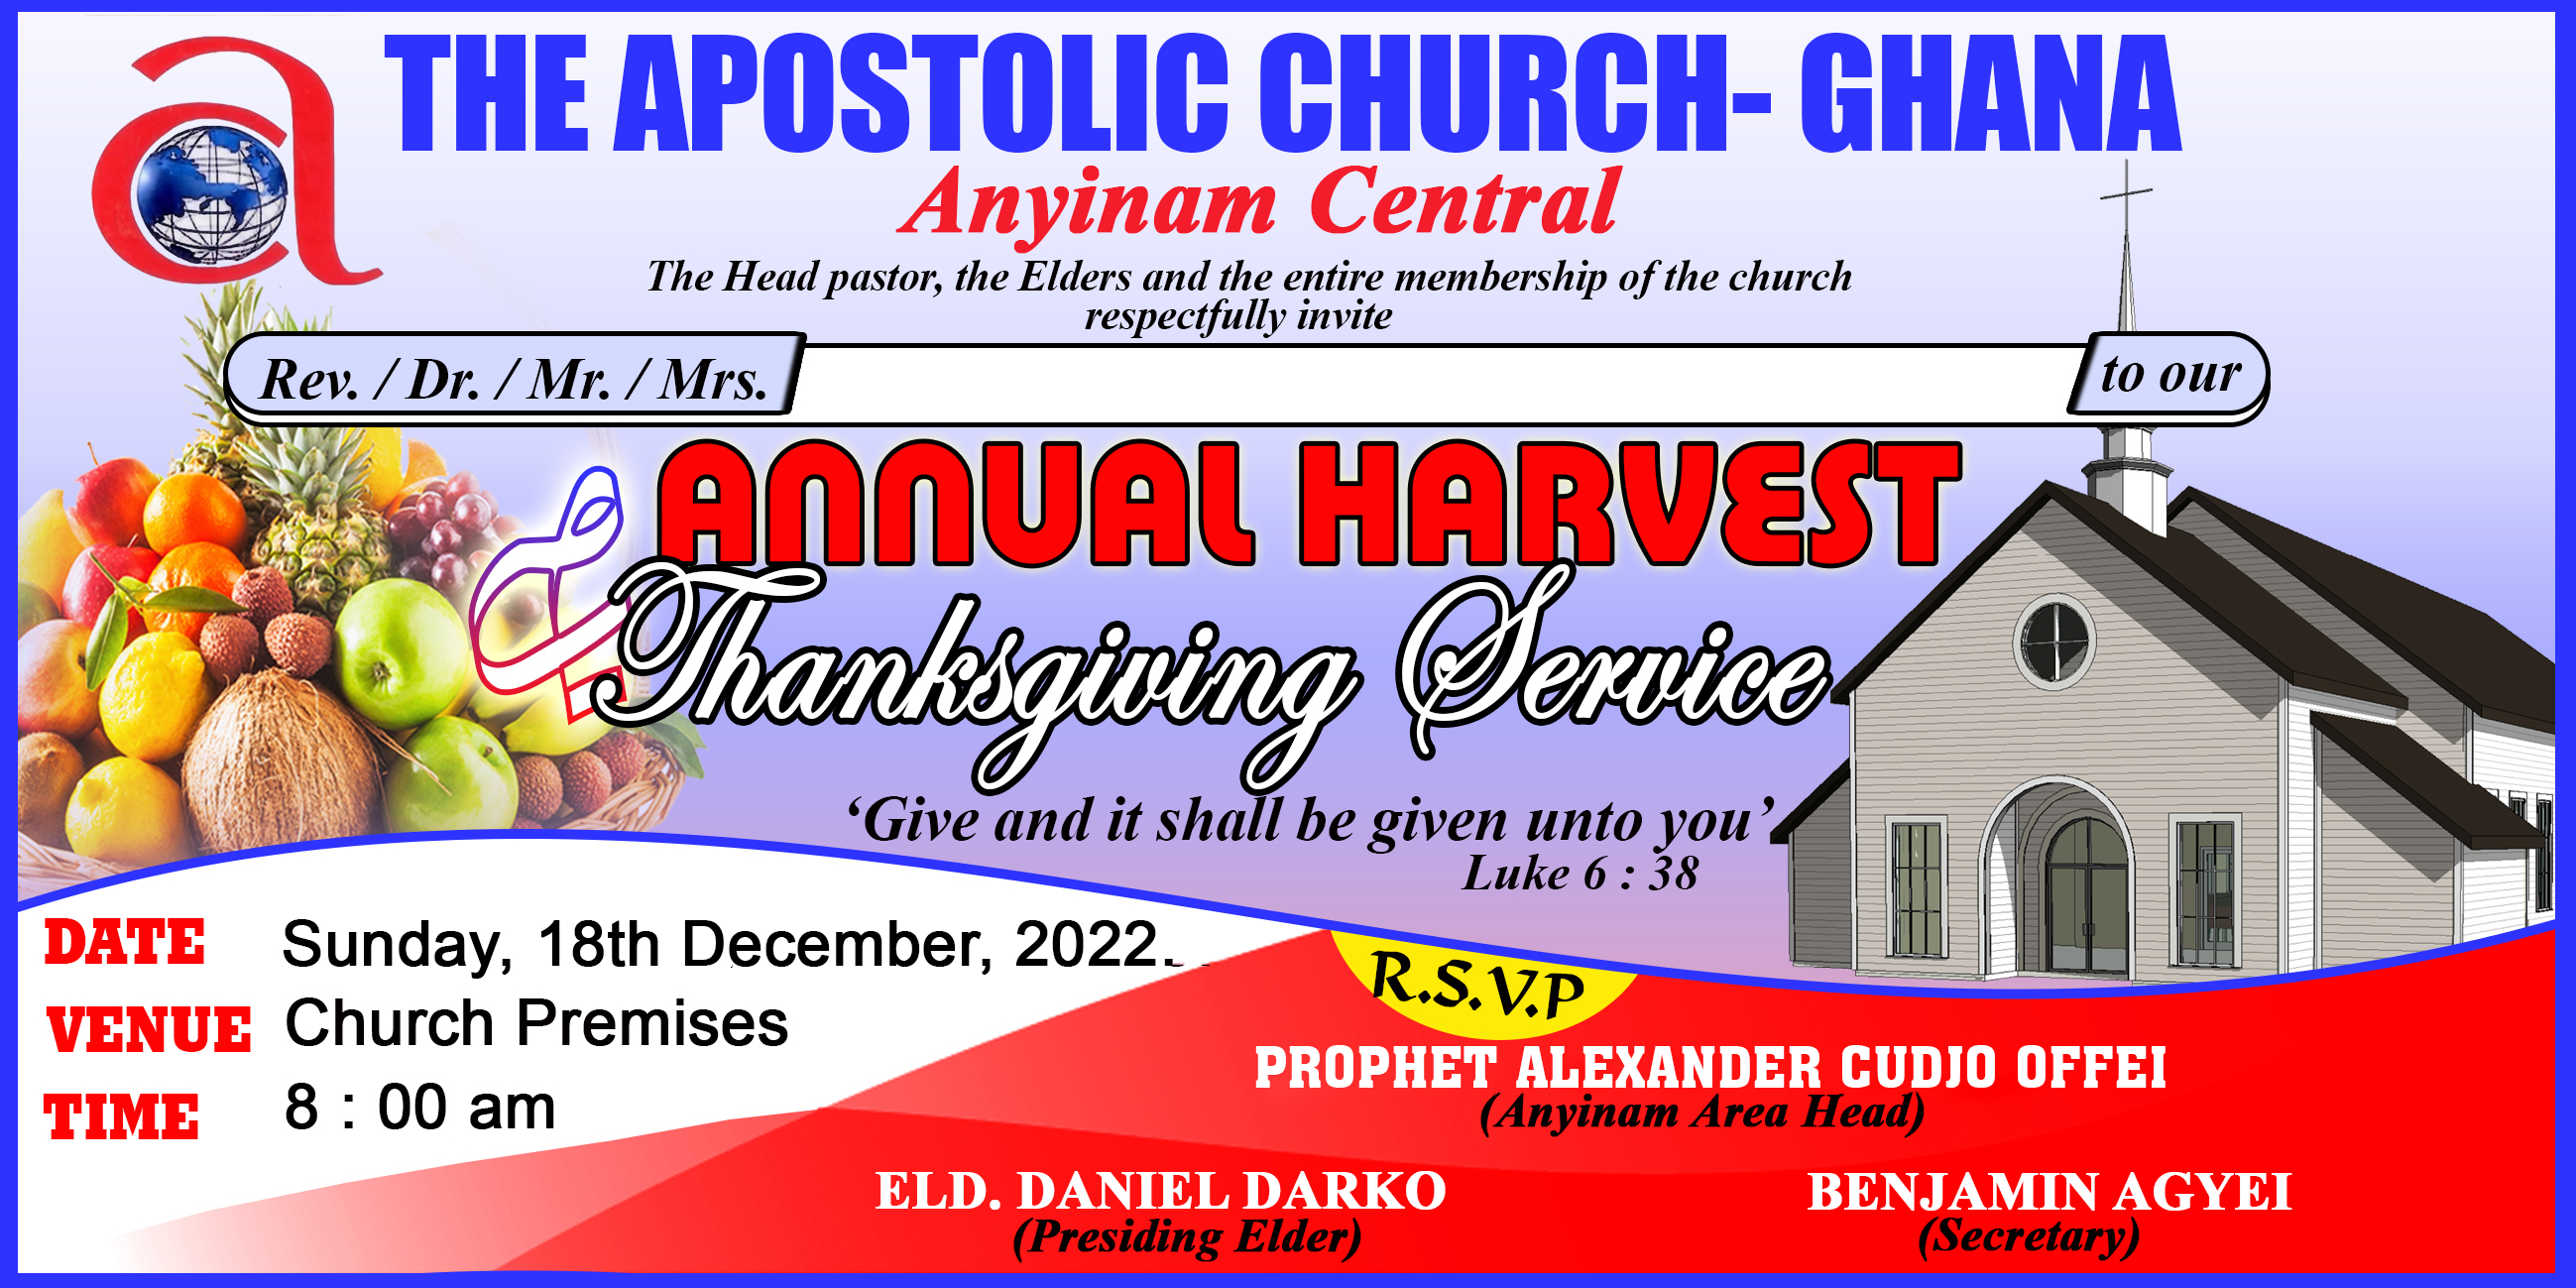 THE APOSTOLIC CHURCH- GHANA
Anyinam Central
The Head pastor, the Elders and the entire membership of the church
respectfully invite
Rev. / Dr. / Mr. / Mrs.
to our
ANNUAL HARVEST
& Thanksgiving Service
‘Give and it shall be given unto you’
Luke 6 : 38
DATE Sunday, 18th December, 2022.
VENUE Church Premises
TIME 8 : 00 am
R.S.V.P
PROPHET ALEXANDER CUDJO OFFEI
(Anyinam Area Head)
ELD. DANIEL DARKO
(Presiding Elder)
BENJAMIN AGYEI
(Secretary)